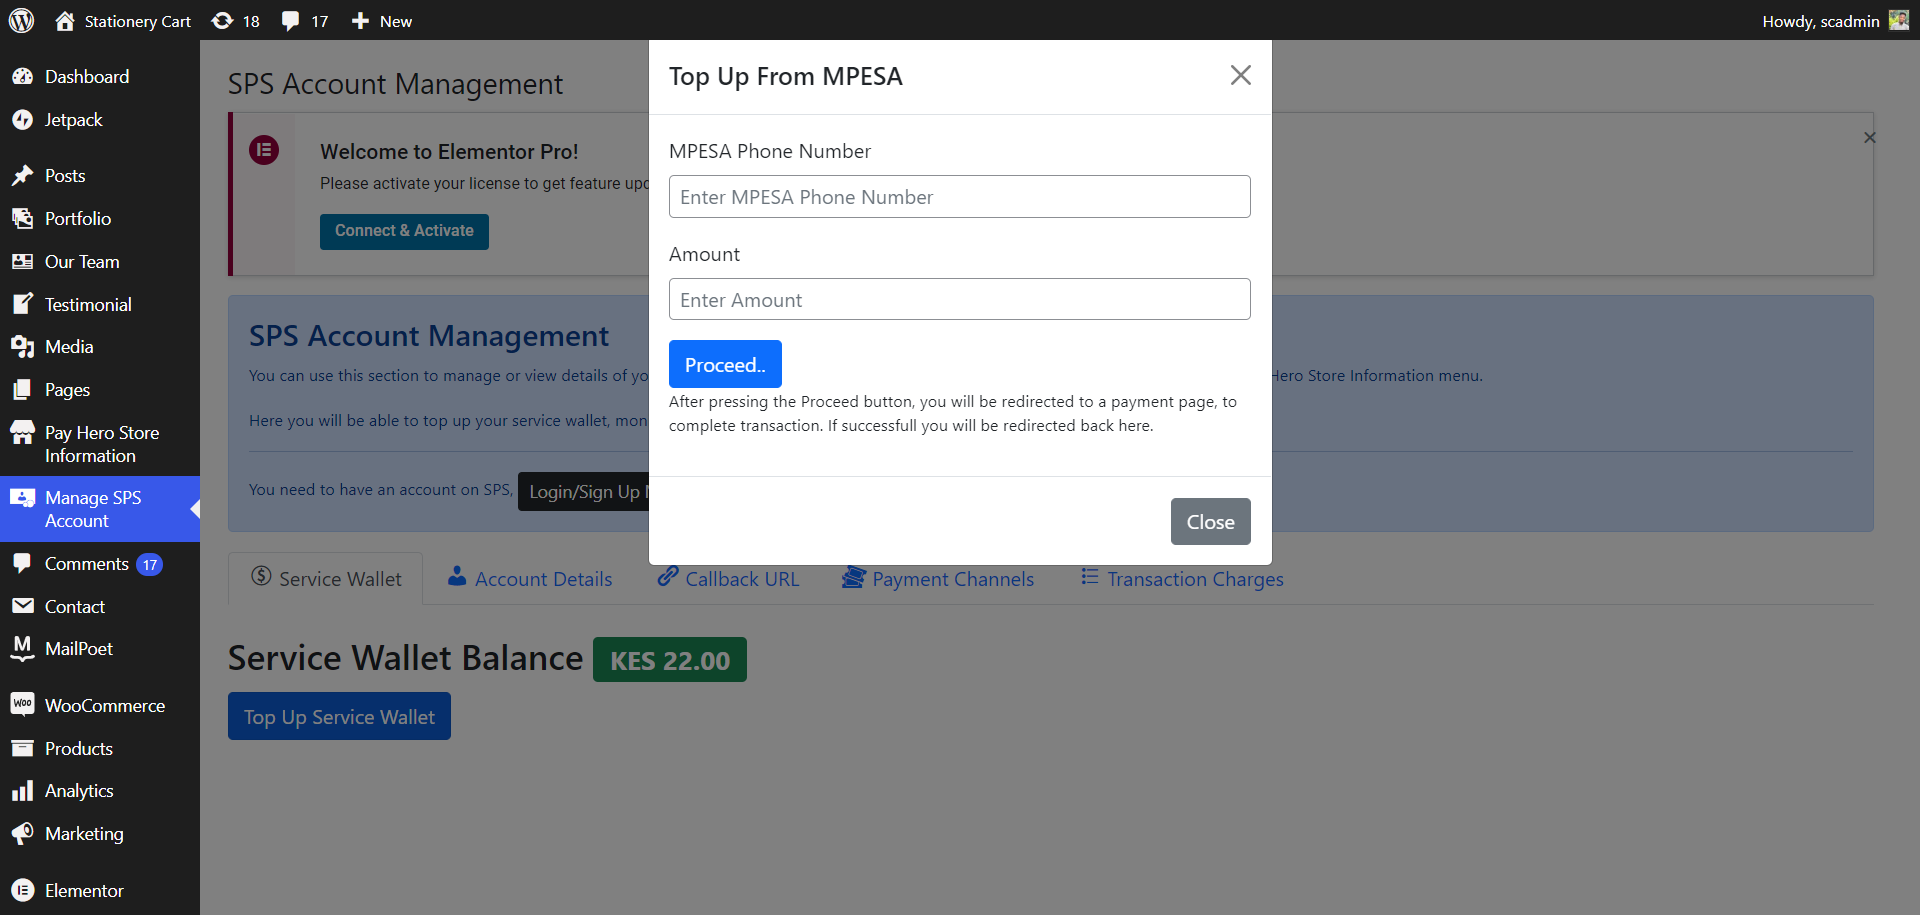 Stationery Cart
18
17
New
Howdy, scadmin
Dashboard
Jetpack
Posts
Portfolio
Our Team
Testimonial
Media
Pages
Pay Hero Store
Information
Manage SPS
Account
Comments 17
Contact
MailPoet
WooCommerce
Products
Analytics
Marketing
Elementor
SPS Account Management
Welcome to Elementor Pro!
Please activate your license to get feature
Connect & Activate
SPS Account Management
You can use this section to manage or view details of
Hero Store Information menu.
Here you will be able to top up your service wallet,
You need to have an account on SPS, Login/Sign Up
Top Up From MPESA
MPESA Phone Number
Enter MPESA Phone Number
Amount
Enter Amount
Proceed..
After pressing the Proceed button, you will be redirected to a payment page, to
complete transaction. If successfull you will be redirected back here.
Close
Service Wallet
Account Details
Callback URL
Payment Channels
Transaction Charges
Service Wallet Balance KES 22.00
Top Up Service Wallet